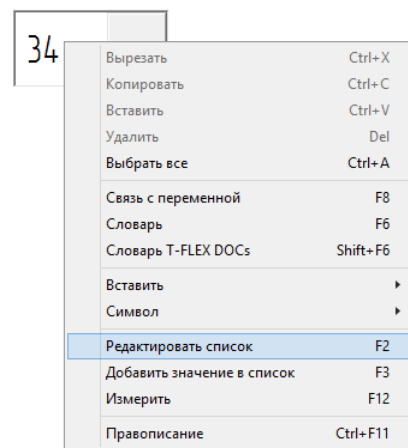 34
Вырезать Ctrl+X
Копировать Ctrl+C
Вставить Ctrl+V
Удалить Del
Выбрать все Ctrl+A
Связь с переменной F8
Словарь F6
Словарь T-FLEX DOCs Shift+F6
Вставить
Символ
Редактировать список F2
Добавить значение в список F3
Измерить F12
Правописание Ctrl+F11